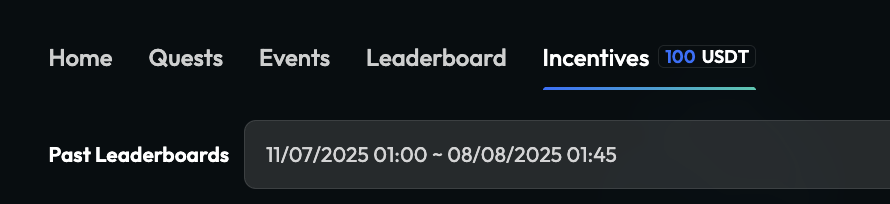 Home Quests Events Leaderboard Incentives 100 USDT
Past Leaderboards 11/07/2025 01:00 ~ 08/08/2025 01:45